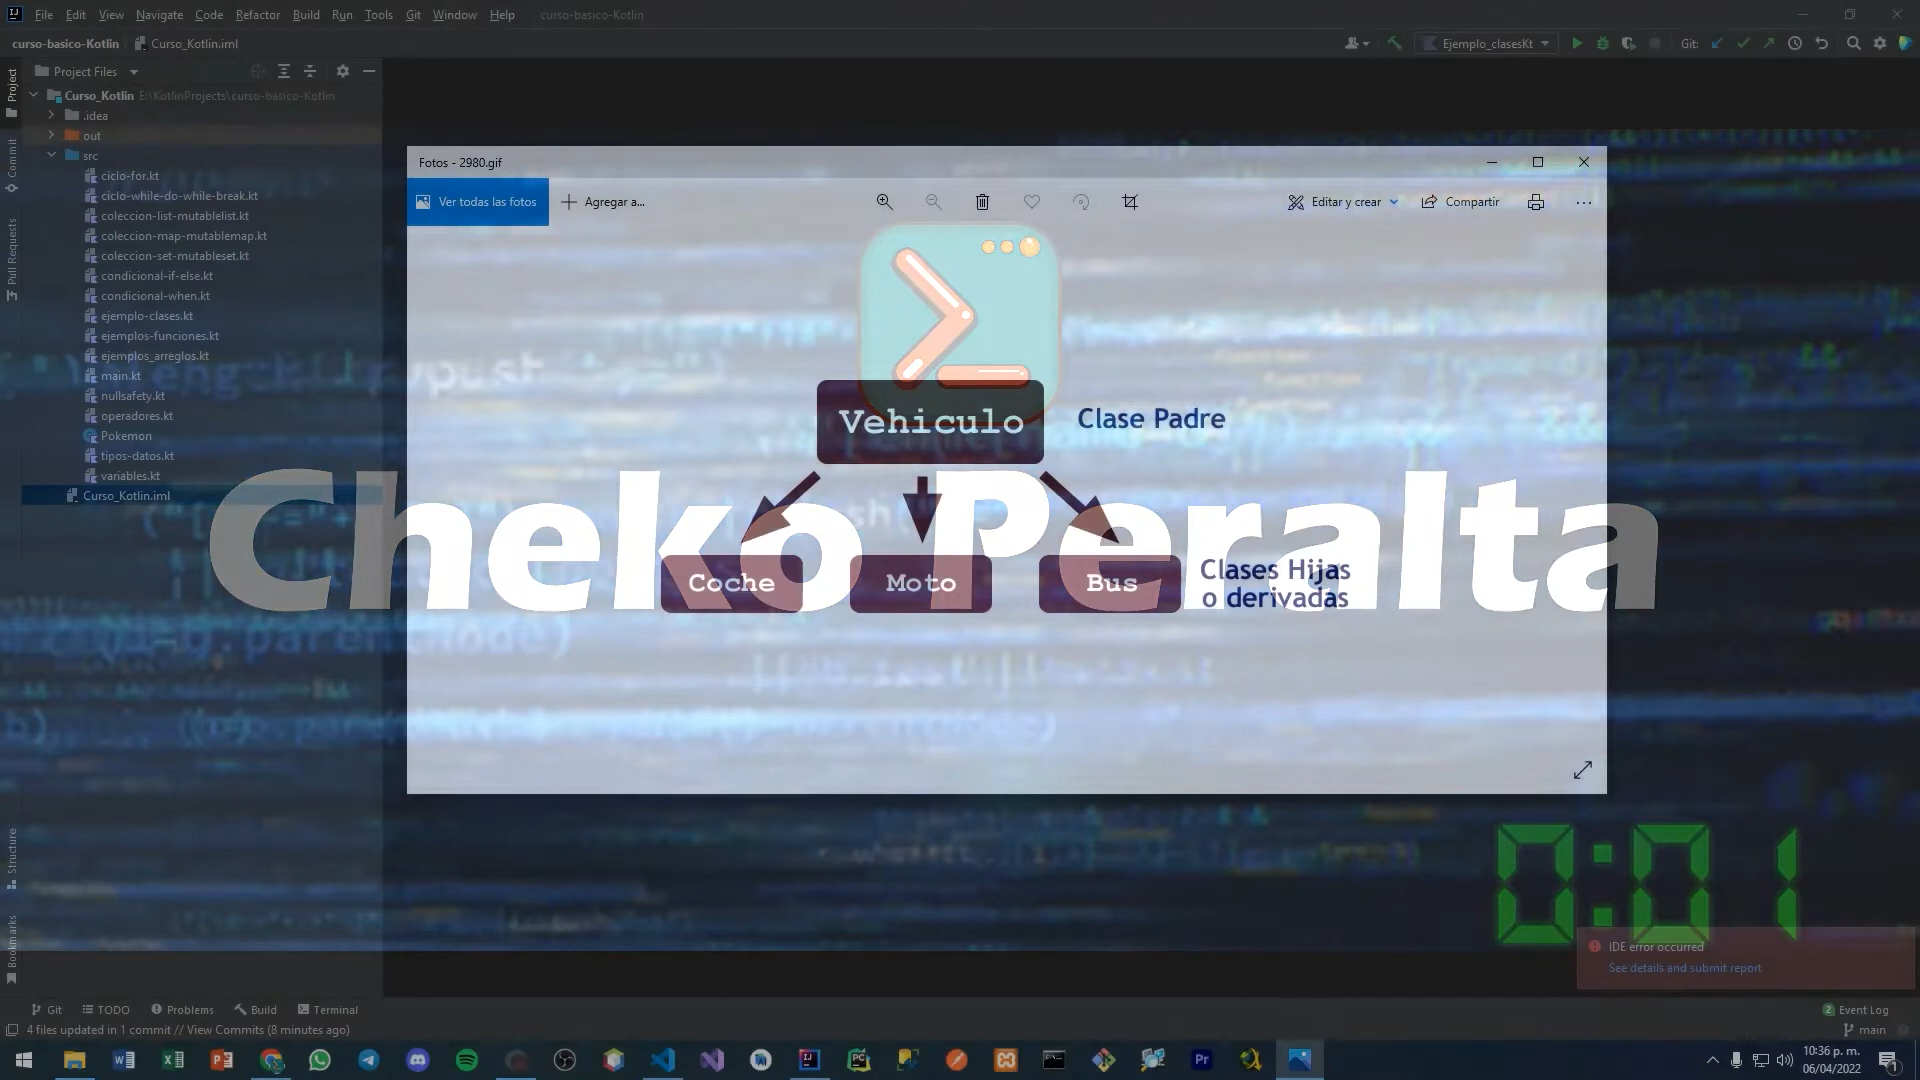 File Edit View Navigate Code Refactor Build Run Tools Git Window Help curso-basico-Kotlin
curso-basico-Kotlin Curso_Kotlin.iml
Ejemplo_clasesKt
Git:
Project Files
Curso_Kotlin E:\KotlinProjects\curso-basico-Kotlin
.idea
out
src
ciclo-for.kt
ciclo-while-do-while-break.kt
coleccion-list-mutablelist.kt
coleccion-map-mutablemap.kt
coleccion-set-mutableset.kt
condicional-if-else.kt
condicional-when.kt
ejemplo-clases.kt
ejemplos-funciones.kt
ejemplos_arreglos.kt
main.kt
nullsafety.kt
operadores.kt
Pokemon
tipos-datos.kt
variables.kt
Curso_Kotlin.iml
Project
Commit
Pull Requests
Structure
Bookmarks
Fotos - 2980.gif
Ver todas las fotos
Agregar a...
Editar y crear
Compartir
Vehiculo
Clase Padre
Cheko Peralta
Coche
Moto
Bus
Clases Hijas
o derivadas
0:01
IDE error occurred
See details and submit report
Git TODO Problems Build Terminal
2 Event Log
4 files updated in 1 commit // View Commits (8 minutes ago)
main
10:36 p. m.
06/04/2022